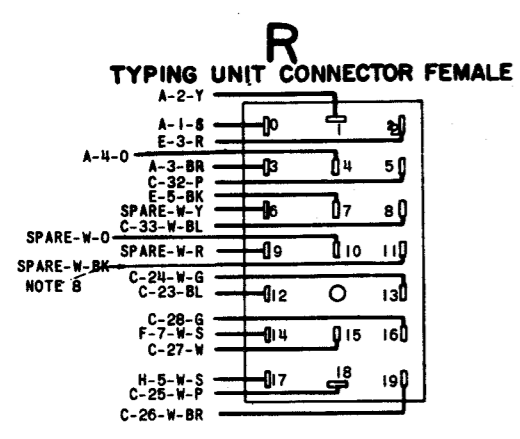 R
TYPING UNIT CONNECTOR FEMALE
A-2-Y
A-1-S 0 1 2
E-3-R
A-4-O
A-3-BR 3 4 5
C-32-P
E-5-BK
SPARE-W-Y 6 7 8
C-33-W-BL
SPARE-W-O
SPARE-W-R 9 10 11
SPARE-W-BK
NOTE 8
C-24-W-G
C-23-BL 12 13
C-28-G
F-7-W-S 14 15 16
C-27-W
H-5-W-S 17 18 19
C-25-W-P
C-26-W-BR